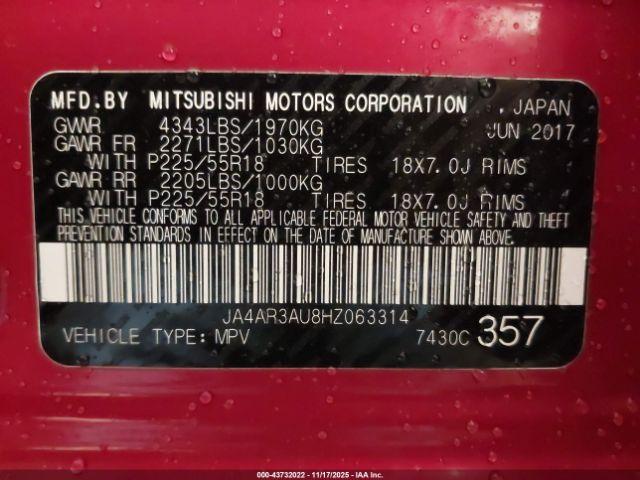 MFD.BY MITSUBISHI MOTORS CORPORATION , JAPAN
GVWR 4343LBS/1970KG JUN 2017
GAWR FR 2271LBS/1030KG
WITH P225/55R18 TIRES 18X7.0J RIMS
GAWR RR 2205LBS/1000KG
WITH P225/55R18 TIRES 18X7.0J RIMS
THIS VEHICLE CONFORMS TO ALL APPLICABLE FEDERAL MOTOR VEHICLE SAFETY AND THEFT
PREVENTION STANDARDS IN EFFECT ON THE DATE OF MANUFACTURE SHOWN ABOVE.
JA4AR3AU8HZ063314
VEHICLE TYPE: MPV 7430C 357
000-43732022 - 11/17/2025 - IAA Inc.